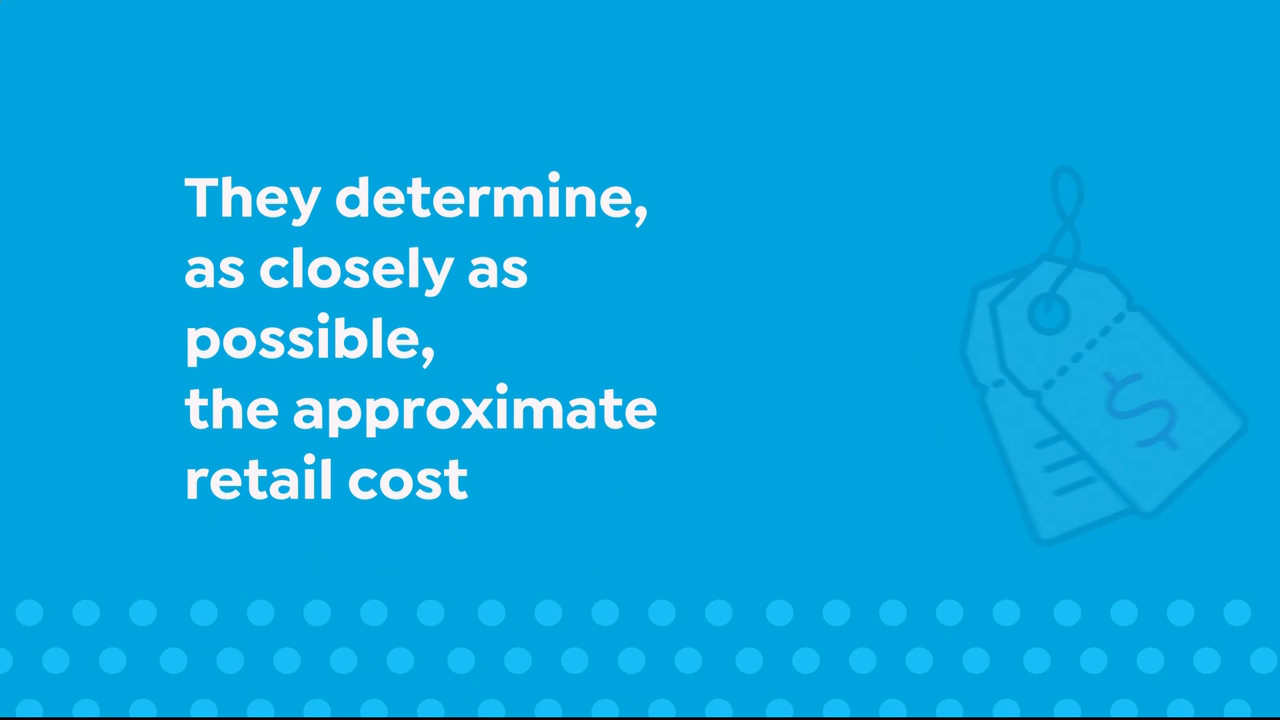 They determine,
as closely as
possible,
the approximate
retail cost
$